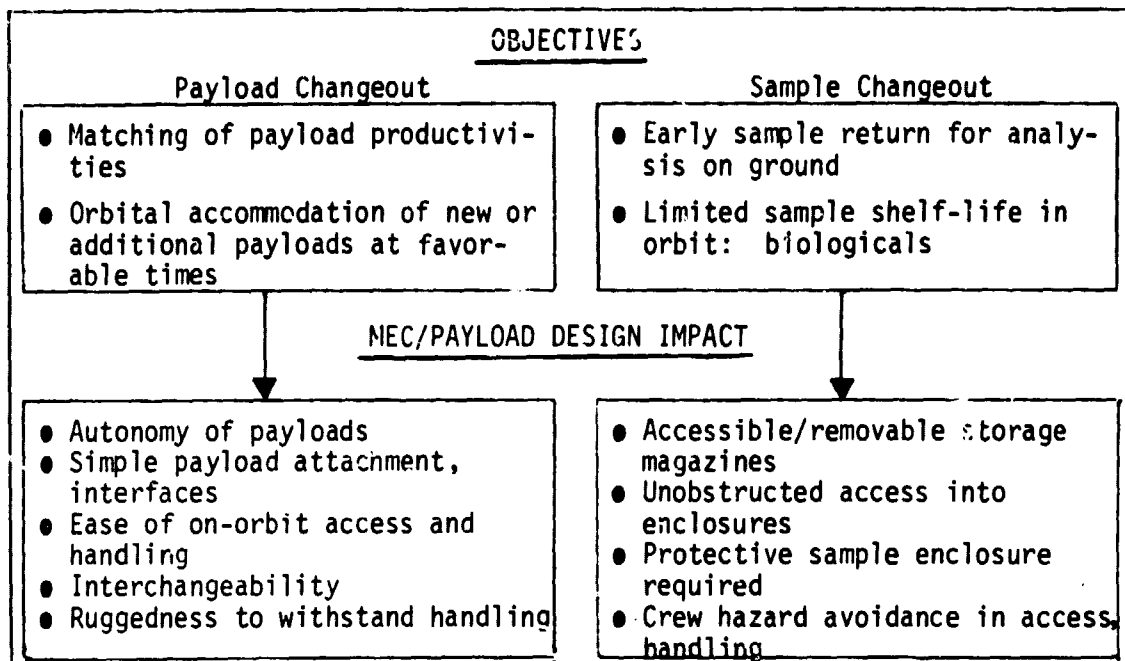 OBJECTIVES
Payload Changeout
● Matching of payload productivi-
ties
● Orbital accommodation of new or
additional payloads at favor-
able times
Sample Changeout
● Early sample return for analy-
sis on ground
● Limited sample shelf-life in
orbit: biologicals
MEC/PAYLOAD DESIGN IMPACT
● Autonomy of payloads
● Simple payload attachment,
interfaces
● Ease of on-orbit access and
handling
● Interchangeability
● Ruggedness to withstand handling
● Accessible/removable storage
magazines
● Unobstructed access into
enclosures
● Protective sample enclosure
required
● Crew hazard avoidance in access,
handling